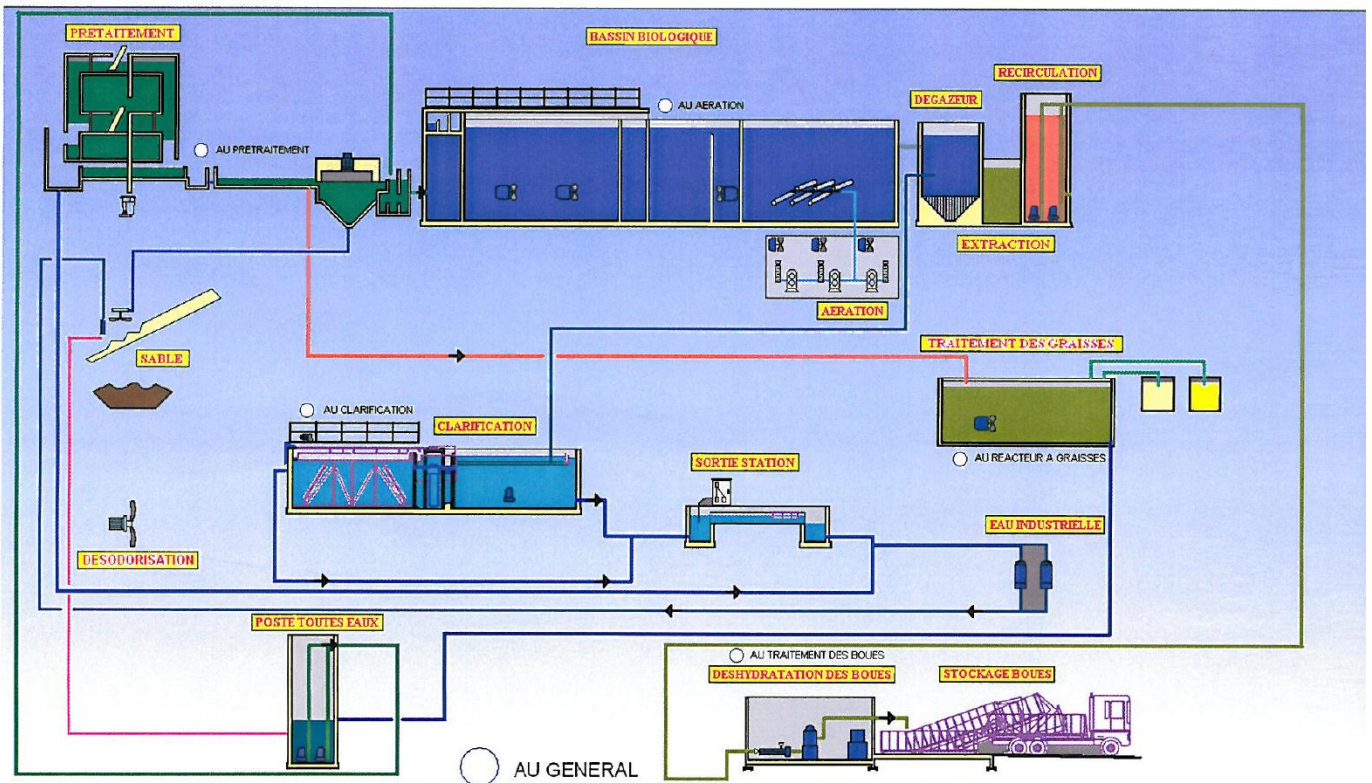 PRETAITEMENT
BASSIN BIOLOGIQUE
RECIRCULATION
DEGAZEUR
AU AERATION
AU PRETRAITEMENT
EXTRACTION
AERATION
SABLE
TRAITEMENT DES GRAISSES
AU CLARIFICATION
CLARIFICATION
SORTIE STATION
AU REACTEUR A GRAISSES
EAU INDUSTRIELLE
DESODORISATION
POSTE TOUTES EAUX
AU TRAITEMENT DES BOUES
DESHYDRATATION DES BOUES
STOCKAGE BOUES
AU GENERAL